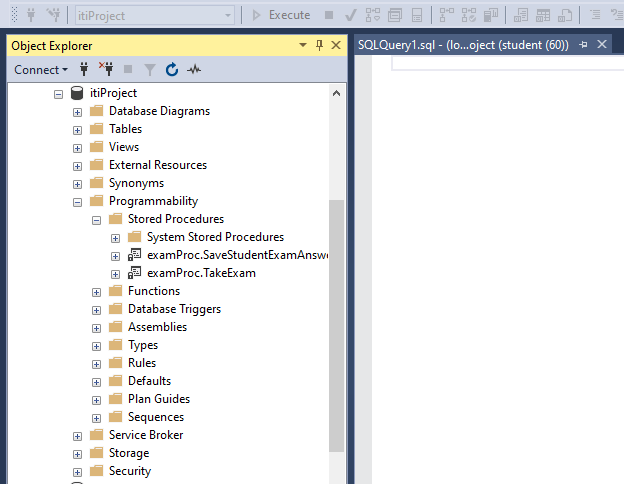 itiProject
Execute
Object Explorer
SQLQuery1.sql - (lo...oject (student (60))
Connect
itiProject
Database Diagrams
Tables
Views
External Resources
Synonyms
Programmability
Stored Procedures
System Stored Procedures
examProc.SaveStudentExamAnswe
examProc.TakeExam
Functions
Database Triggers
Assemblies
Types
Rules
Defaults
Plan Guides
Sequences
Service Broker
Storage
Security